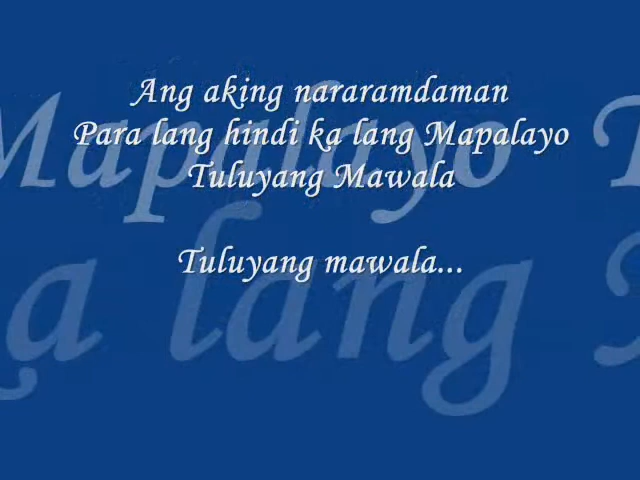 Ang aking nararamdaman
Para lang hindi ka lang Mapalayo
Tuluyang Mawala
Tuluyang mawala...